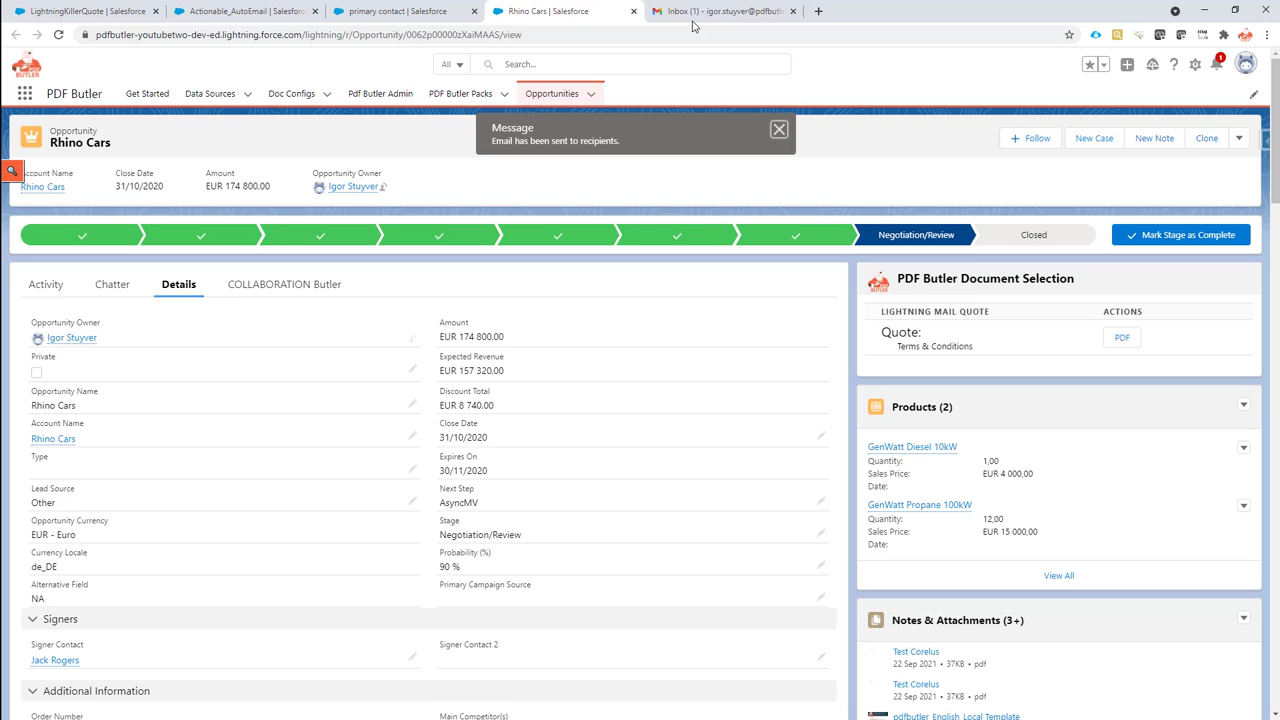 LightningKillerQuote | Salesforce
Actionable_AutoEmail | Salesforce
primary contact | Salesforce
Rhino Cars | Salesforce
Inbox (1) - igor.stuyver@pdfbutle
pdfbutler-youtubetwo-dev-ed.lightning.force.com/lightning/r/Opportunity/0062p00000zXaiMAAS/view
PDF BUTLER
All
Search...
1
PDF Butler
Get Started
Data Sources
Doc Configs
Pdf Butler Admin
PDF Butler Packs
Opportunities
Message
Email has been sent to recipients.
Opportunity
Rhino Cars
+ Follow
New Case
New Note
Clone
Account Name
Close Date
Amount
Opportunity Owner
Rhino Cars
31/10/2020
EUR 174 800,00
Igor Stuyver
Negotiation/Review
Closed
Mark Stage as Complete
Activity
Chatter
Details
COLLABORATION Butler
Opportunity Owner
Igor Stuyver
Amount
EUR 174 800,00
Private
Expected Revenue
EUR 157 320,00
Opportunity Name
Rhino Cars
Discount Total
EUR 8 740,00
Account Name
Rhino Cars
Close Date
31/10/2020
Type
Expires On
30/11/2020
Lead Source
Other
Next Step
AsyncMV
Opportunity Currency
EUR - Euro
Stage
Negotiation/Review
Currency Locale
de_DE
Probability (%)
90 %
Alternative Field
NA
Primary Campaign Source
Signers
Signer Contact
Jack Rogers
Signer Contact 2
Additional Information
Order Number
Main Competitor(s)
PDF Butler Document Selection
LIGHTNING MAIL QUOTE
ACTIONS
Quote:
Terms & Conditions
PDF
Products (2)
GenWatt Diesel 10kW
Quantity:
1,00
Sales Price:
EUR 4 000,00
Date:
GenWatt Propane 100kW
Quantity:
12,00
Sales Price:
EUR 15 000,00
Date:
View All
Notes & Attachments (3+)
Test Corelus
22 Sep 2021 • 37KB • pdf
Test Corelus
22 Sep 2021 • 37KB • pdf
pdfbutler_English_Local Template